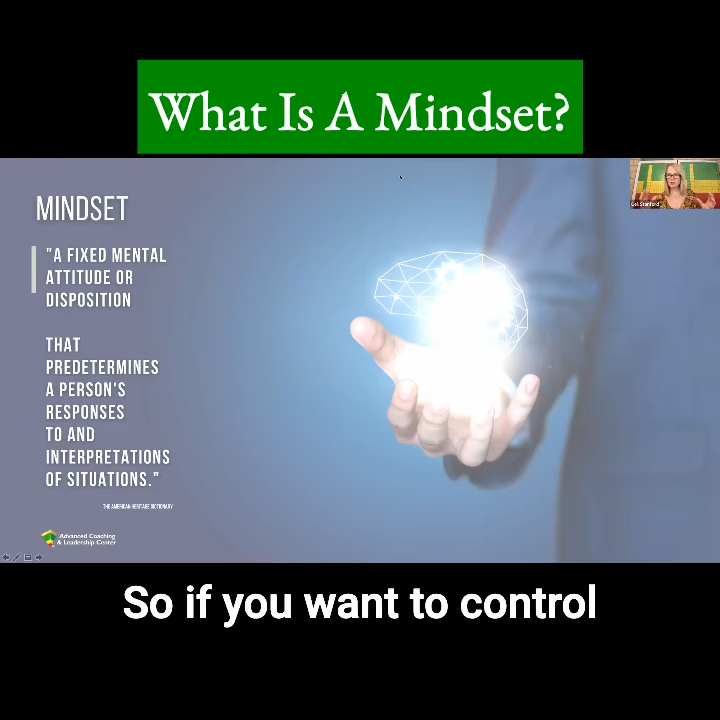 What Is A Mindset?
MINDSET
"A FIXED MENTAL
ATTITUDE OR
DISPOSITION
THAT
PREDETERMINES
A PERSON'S
RESPONSES
TO AND
INTERPRETATIONS
OF SITUATIONS."
THE AMERICAN HERITAGE DICTIONARY
Advanced Coaching
& Leadership Center
So if you want to control